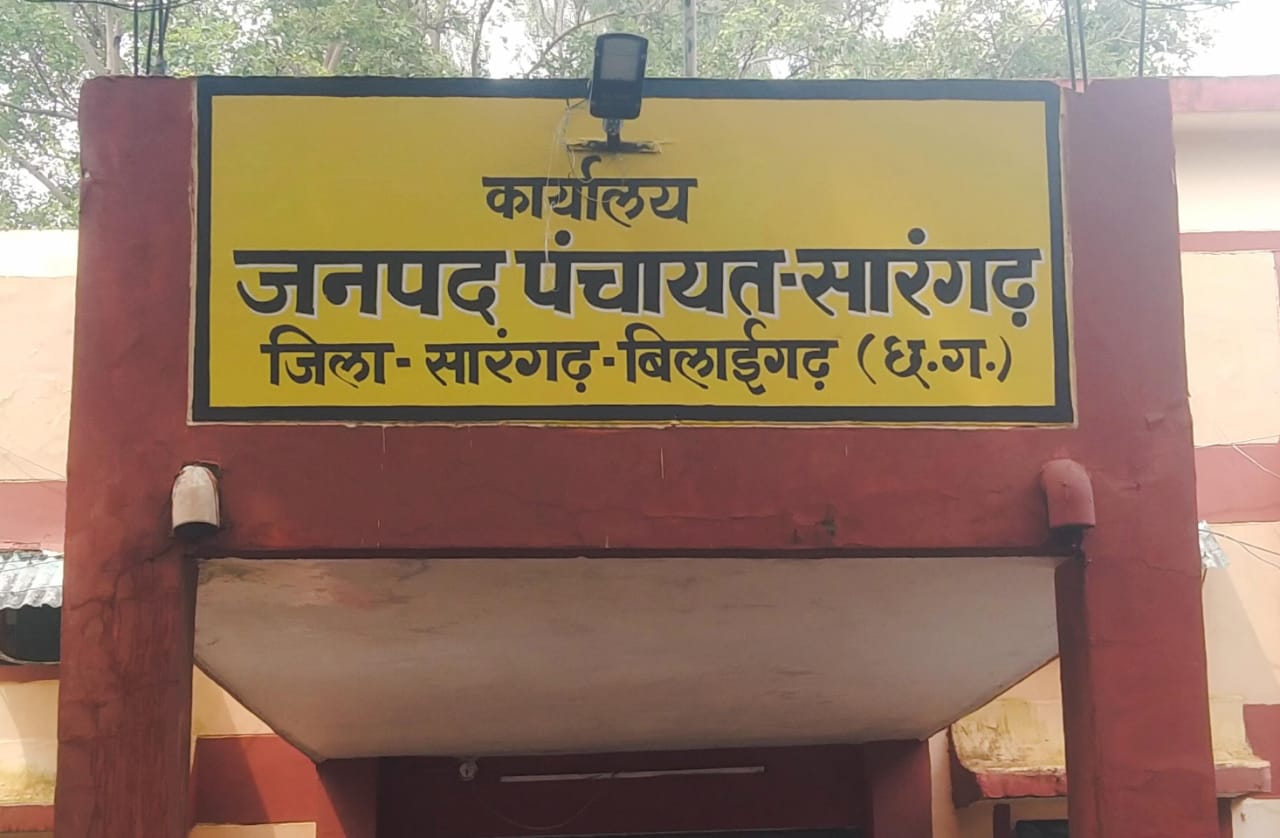 कार्यालय
जनपद पंचायत-सारंगढ़
जिला - सारंगढ़ - बिलाईगढ़ (छ.ग.)